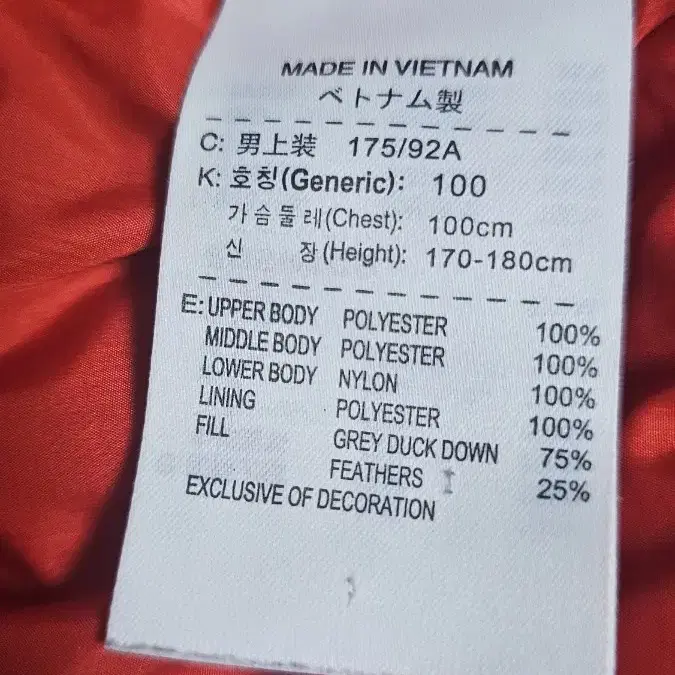 MADE IN VIETNAM
ベトナム製
C: 男上装 175/92A
K: 호칭(Generic): 100
가슴둘레(Chest): 100cm
신 장(Height): 170-180cm
E: UPPER BODY POLYESTER 100%
MIDDLE BODY POLYESTER 100%
LOWER BODY NYLON 100%
LINING POLYESTER 100%
FILL GREY DUCK DOWN 75%
FEATHERS 25%
EXCLUSIVE OF DECORATION